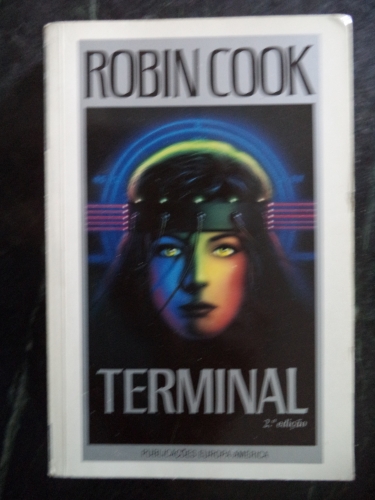 ROBIN COOK
TERMINAL
2.ª edição
PUBLICAÇÕES EUROPA-AMÉRICA